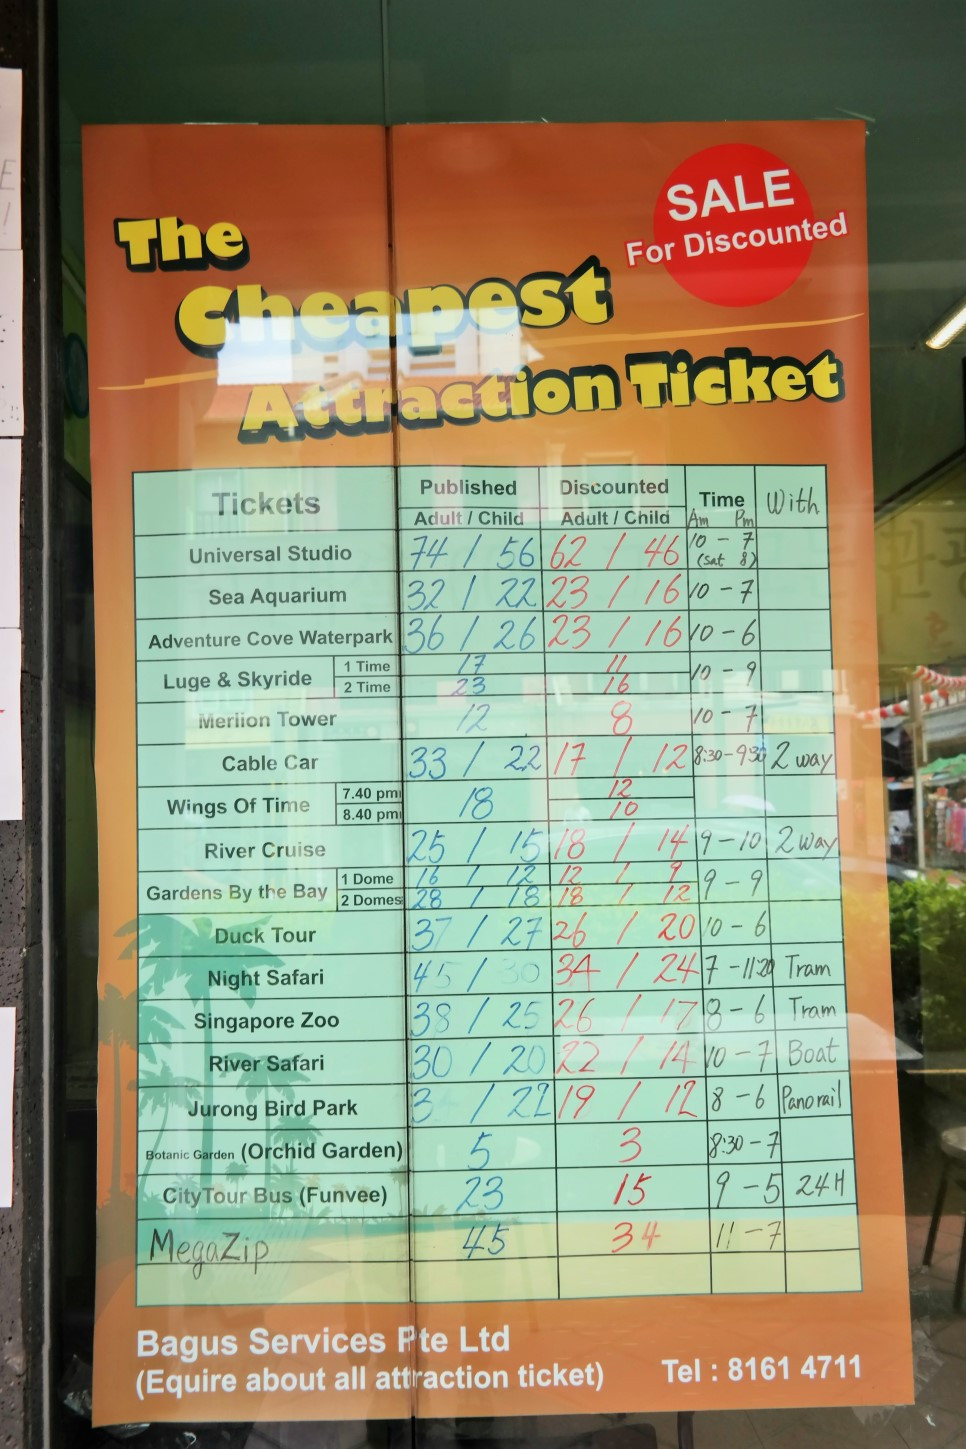 The
Cheapest
Attraction Ticket
SALE
For Discounted
Tickets Published Discounted Time With
Adult / Child Adult / Child Am Pm
Universal Studio 74 / 56 62 / 46 10 - 7 (Sat 8)
Sea Aquarium 32 / 22 23 / 16 10 - 7
Adventure Cove Waterpark 36 / 26 23 / 16 10 - 6
Luge & Skyride 1 Time 17 11 10 - 9
2 Time 23 16
Merlion Tower 12 8 10 - 7
Cable Car 33 / 22 17 / 12 8:30 - 9:30 2 way
Wings Of Time 7.40 pm 18 12
8.40 pm 10
River Cruise 25 / 15 18 / 14 9 - 10 2 way
Gardens By the Bay 1 Dome 16 / 12 12 / 9 9 - 9
2 Domes 28 / 18 18 / 12
Duck Tour 37 / 27 26 / 20 10 - 6
Night Safari 45 / 30 34 / 24 7 - 11:20 Tram
Singapore Zoo 38 / 25 26 / 17 8 - 6 Tram
River Safari 30 / 20 22 / 14 10 - 7 Boat
Jurong Bird Park / 19 / 12 8 - 6 Panorail
Botanic Garden (Orchid Garden) 5 3 8:30 - 7
CityTour Bus (Funvee) 23 15 9 - 5 24H
MegaZip 45 34 11 - 7
Bagus Services Pte Ltd
(Equire about all attraction ticket) Tel : 8161 4711